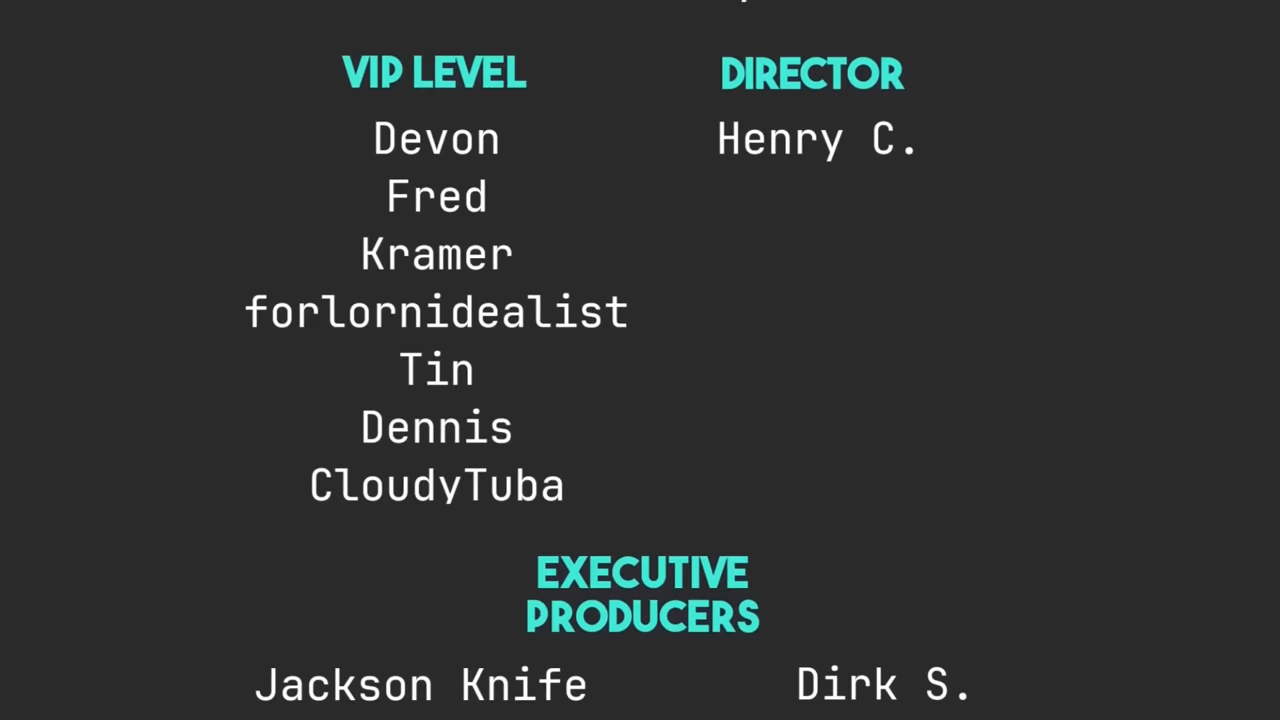 VIP LEVEL
Devon
Fred
Kramer
forlornidealist
Tin
Dennis
CloudyTuba
DIRECTOR
Henry C.
EXECUTIVE
PRODUCERS
Jackson Knife
Dirk S.